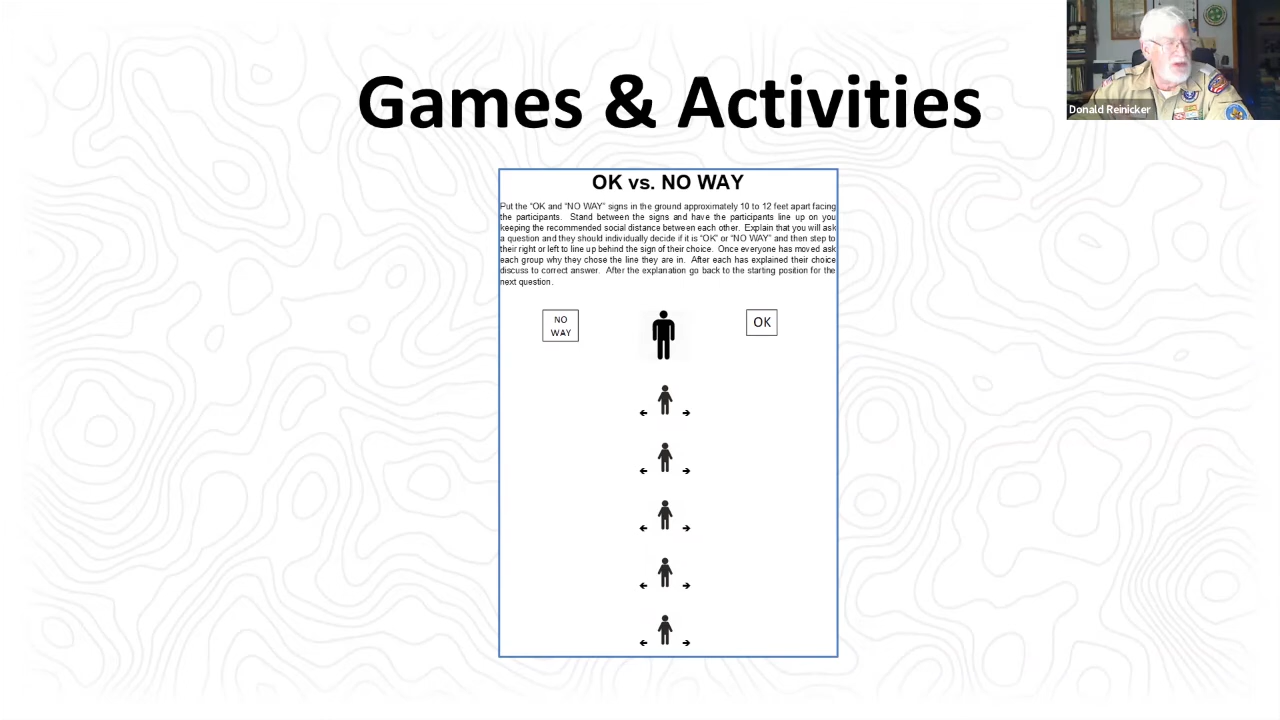 Games & Activities
Donald Reinicker
OK vs. NO WAY
Put the “OK and “NO WAY” signs in the ground approximately 10 to 12 feet apart facing
the participants. Stand between the signs and have the participants line up on you
keeping the recommended social distance between each other. Explain that you will ask
a question and they should individually decide if it is “OK” or “NO WAY” and then step to
their right or left to line up behind the sign of their choice. Once everyone has moved ask
each group why they chose the line they are in. After each has explained their choice
discuss to correct answer. After the explanation go back to the starting position for the
next question.
NO
WAY
OK